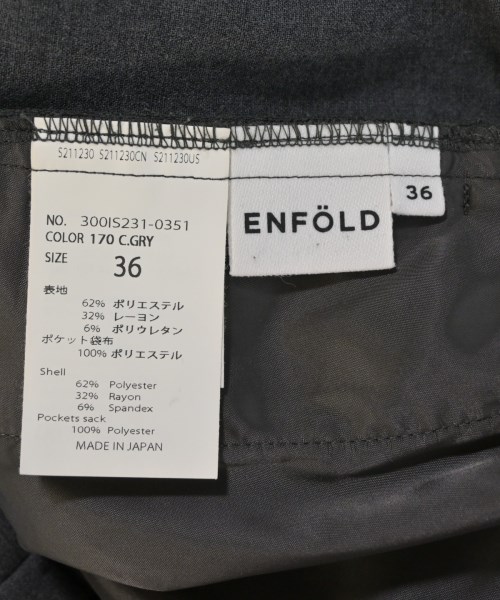 S211230 S211230CN S211230US
NO. 300IS231-0351
COLOR 170 C.GRY
SIZE 36
表地
62% ポリエステル
32% レーヨン
6% ポリウレタン
ポケット袋布
100% ポリエステル
Shell
62% Polyester
32% Rayon
6% Spandex
Pockets sack
100% Polyester
MADE IN JAPAN
ENFÖLD
36